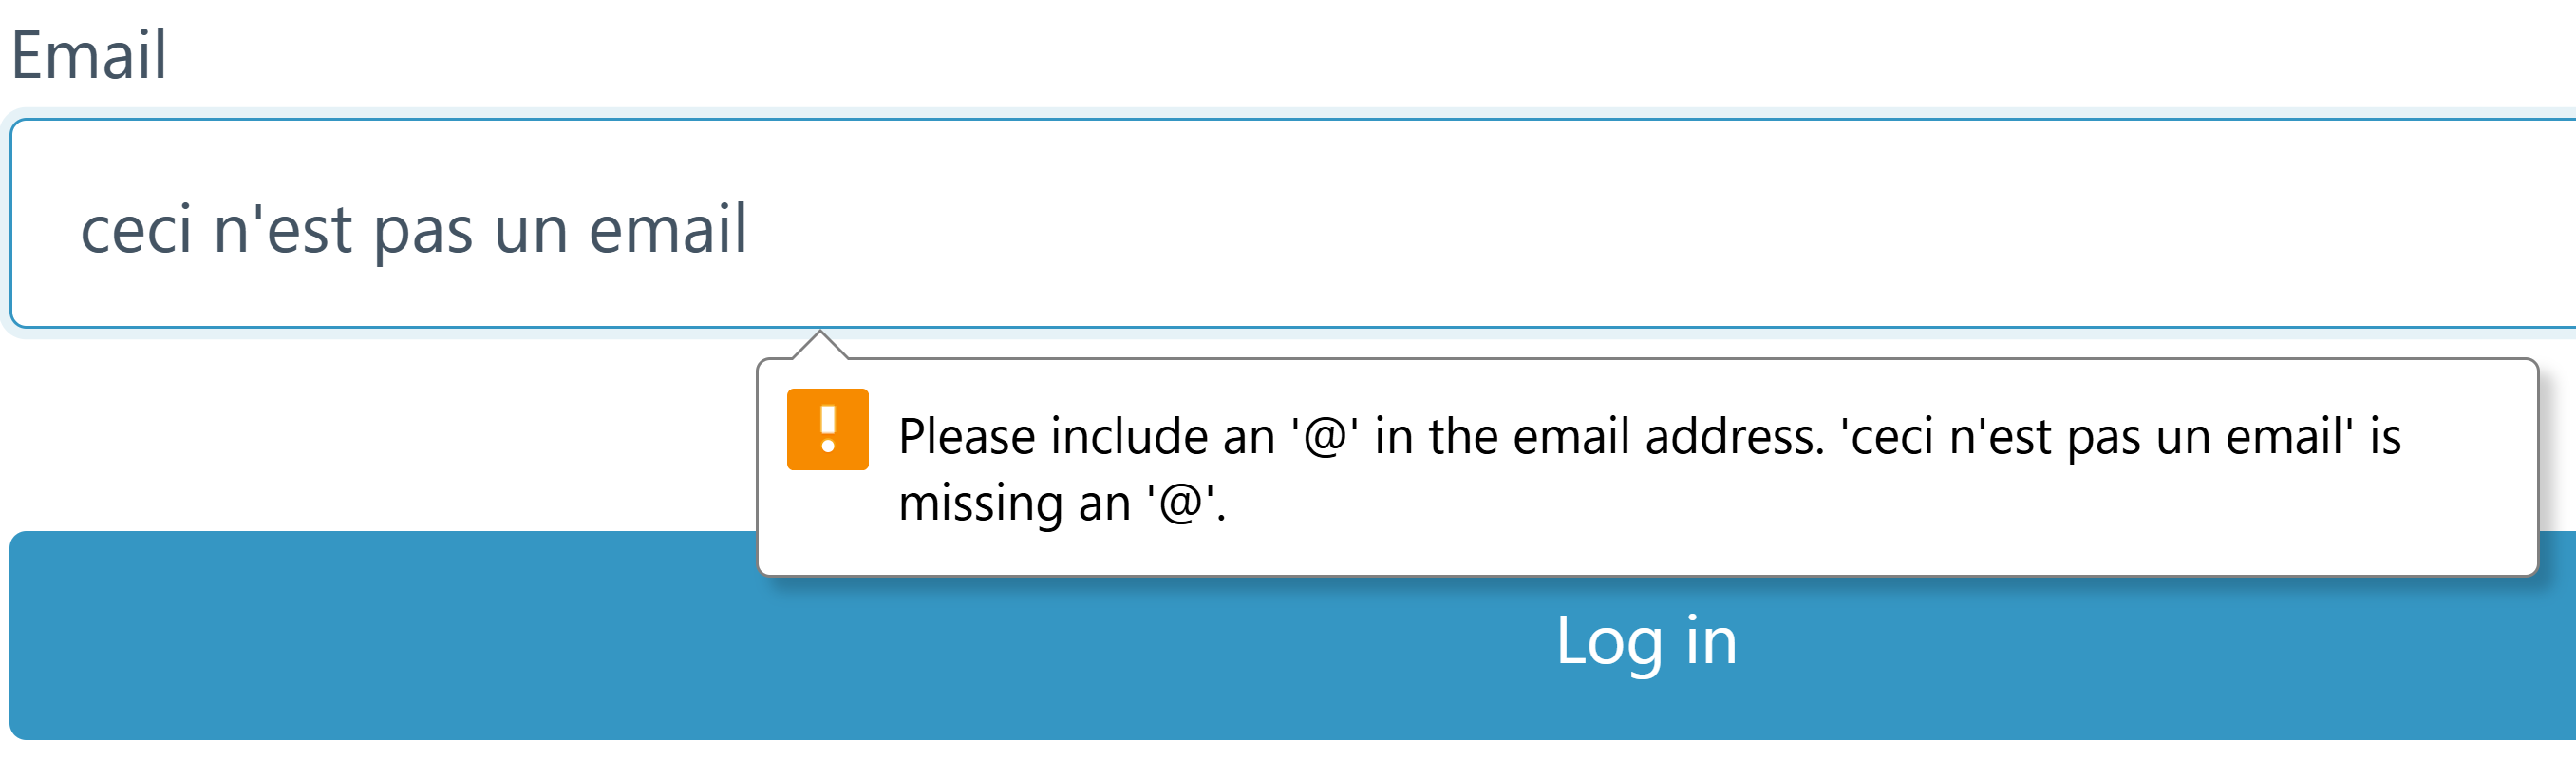 Email
ceci n'est pas un email
Please include an '@' in the email address. 'ceci n'est pas un email' is
missing an '@'.
Log in